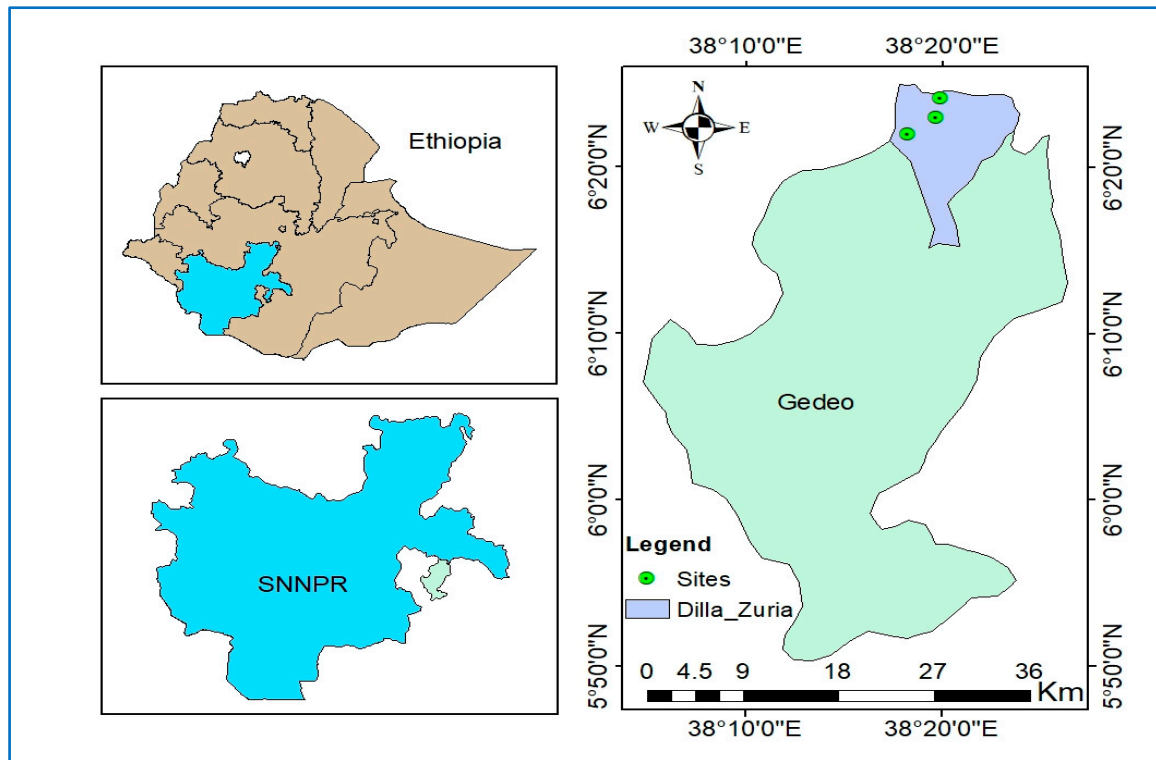 Ethiopia
SNNPR
38°10'0"E 38°20'0"E
N
W E
S
6°20'0"N 6°20'0"N
6°10'0"N 6°10'0"N
Gedeo
6°0'0"N 6°0'0"N
Legend
Sites
Dilla_Zuria
5°50'0"N 5°50'0"N
0 4.5 9 18 27 36
Km
38°10'0"E 38°20'0"E